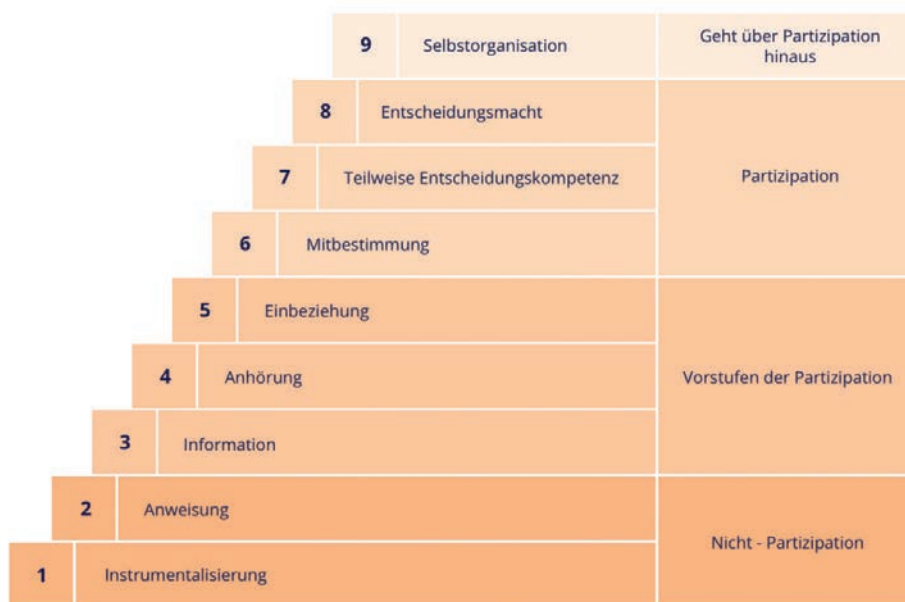 9 Selbstorganisation
Geht über Partizipation
hinaus
8 Entscheidungsmacht
7 Teilweise Entscheidungskompetenz
Partizipation
6 Mitbestimmung
5 Einbeziehung
4 Anhörung
Vorstufen der Partizipation
3 Information
2 Anweisung
Nicht - Partizipation
1 Instrumentalisierung